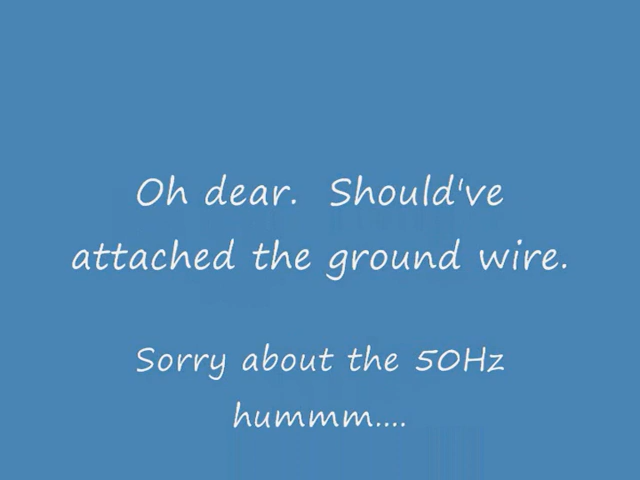 Oh dear.  Should've
attached the ground wire.
Sorry about the 50Hz
hummm....